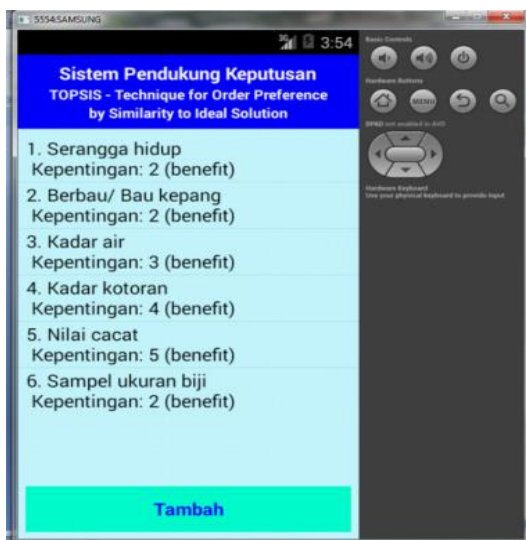 5554:SAMSUNG
3G 3:54
Sistem Pendukung Keputusan
TOPSIS - Technique for Order Preference
by Similarity to Ideal Solution
1. Serangga hidup
Kepentingan: 2 (benefit)
2. Berbau/ Bau kepang
Kepentingan: 2 (benefit)
3. Kadar air
Kepentingan: 3 (benefit)
4. Kadar kotoran
Kepentingan: 4 (benefit)
5. Nilai cacat
Kepentingan: 5 (benefit)
6. Sampel ukuran biji
Kepentingan: 2 (benefit)
Tambah
Basic Controls
Hardware Buttons
MENU
DPAD not enabled in AVD
Hardware Keyboard
Use your physical keyboard to provide input